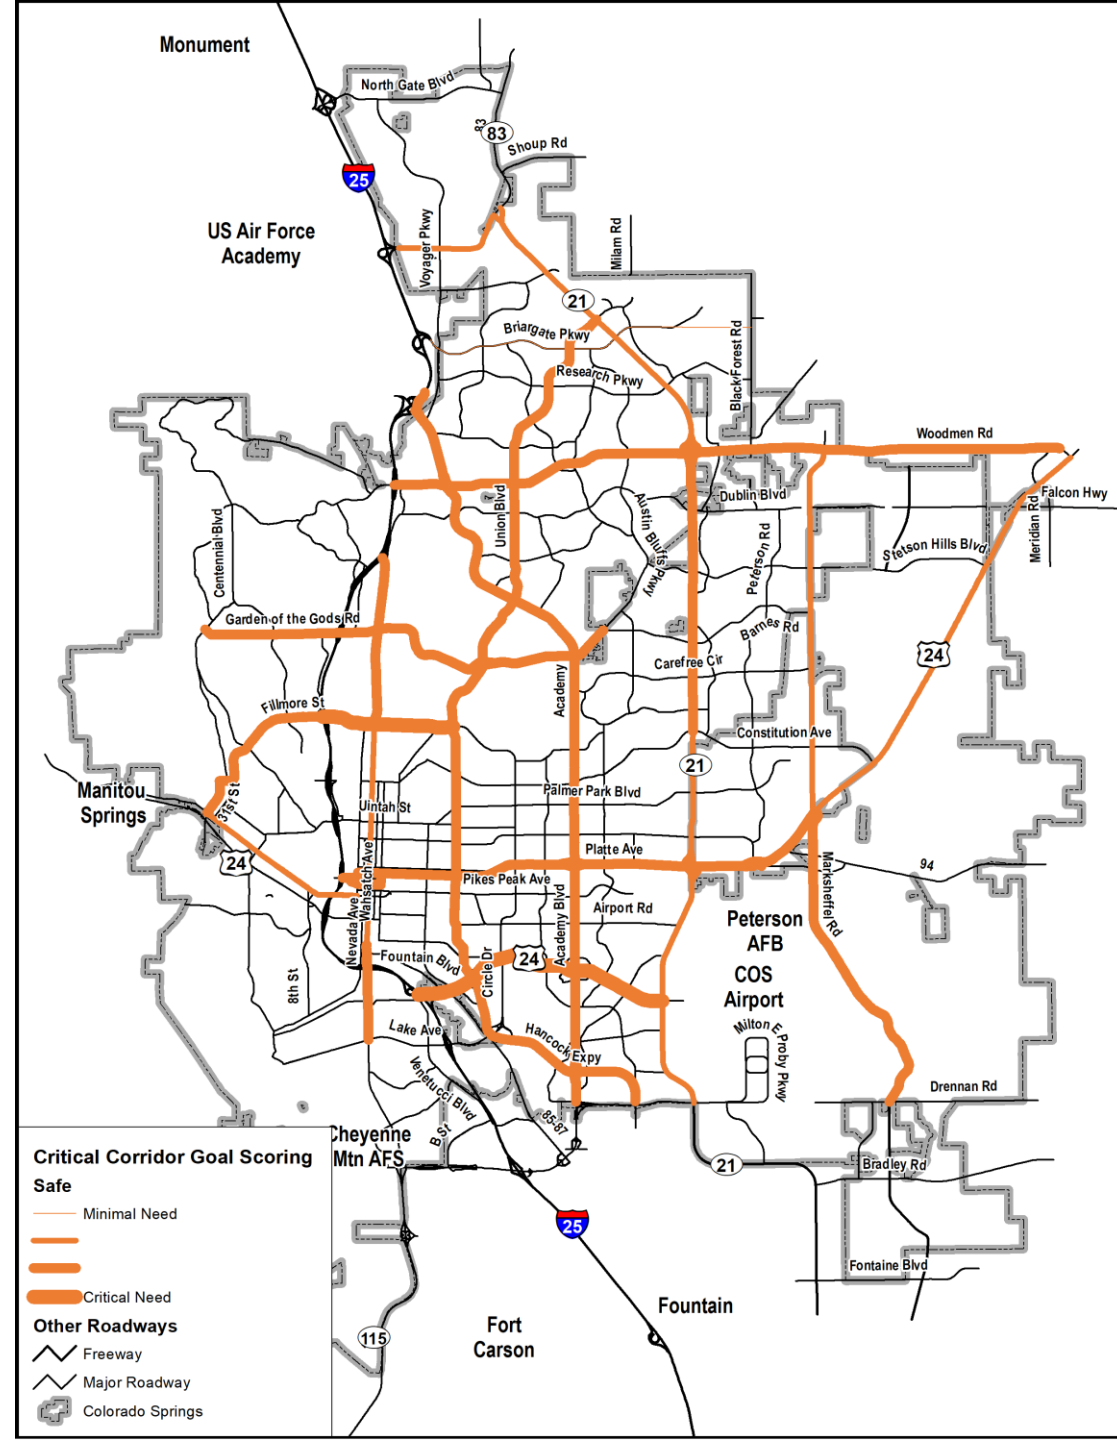 Monument
North Gate Blvd
83
83
Shoup Rd
25
US Air Force
Academy
Voyager Pkwy
Milam Rd
21
Briargate Pkwy
Research Pkwy
Black Forest Rd
Woodmen Rd
Union Blvd
Austin Bluffs Pkwy
Dublin Blvd
Falcon Hwy
Meridian Rd
Centennial Blvd
Peterson Rd
Stetson Hills Blvd
Garden of the Gods Rd
Barnes Rd
24
Carefree Cir
Academy
Fillmore St
Constitution Ave
21
Manitou
Springs
31st St
Uintah St
Palmer Park Blvd
24
Platte Ave
Pikes Peak Ave
94
Nevada Ave
Wahsatch Ave
Academy Blvd
Airport Rd
Marksheffel Rd
Peterson
AFB
COS
Airport
Fountain Blvd
Circle Dr
24
8th St
Lake Ave
Hancock Expy
Milton E Proby Pkwy
Venetucci Blvd
Drennan Rd
85-87
B St
Cheyenne
Mtn AFS
21
Bradley Rd
25
Fontaine Blvd
Fountain
Fort
Carson
115
Critical Corridor Goal Scoring
Safe
Minimal Need
Critical Need
Other Roadways
Freeway
Major Roadway
Colorado Springs